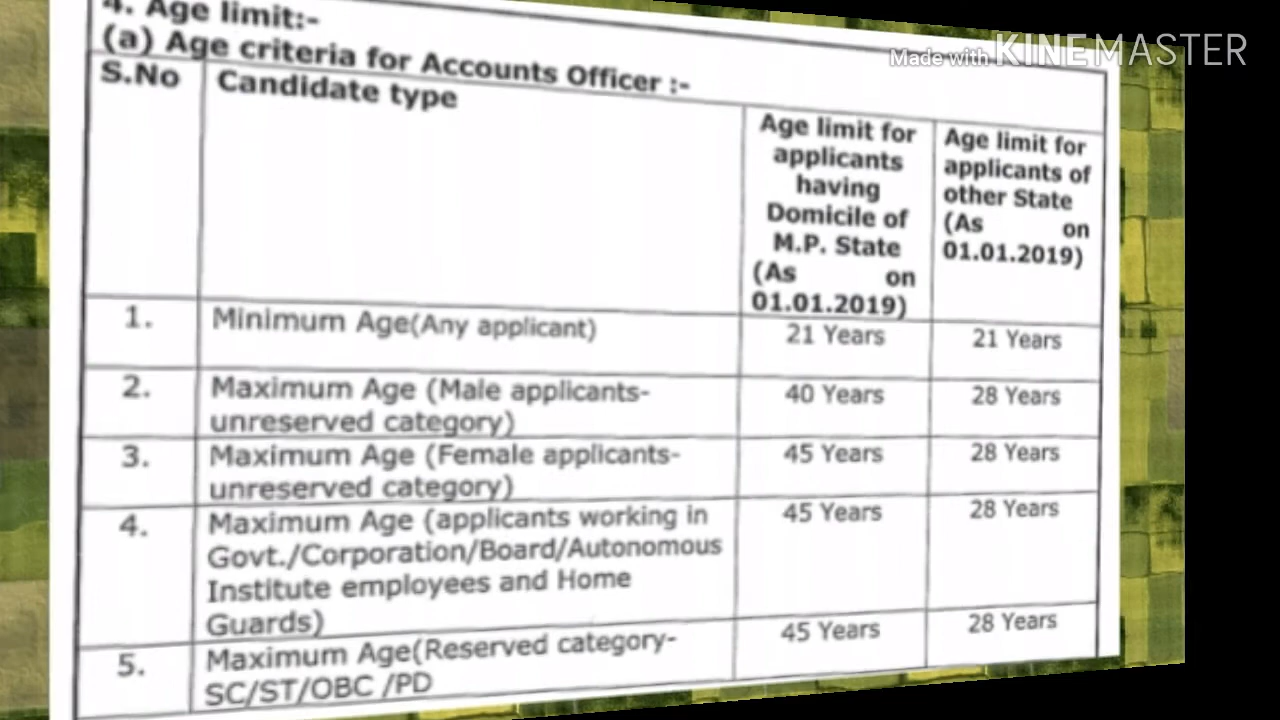 4. Age limit:-
(a) Age criteria for Accounts Officer :-
Made with KINEMASTER
S.No
Candidate type
Age limit for
applicants
having
Domicile of
M.P. State
(As on
01.01.2019)
Age limit for
applicants of
other State
(As on
01.01.2019)
1.
Minimum Age(Any applicant)
21 Years
21 Years
2.
Maximum Age (Male applicants-
unreserved category)
40 Years
28 Years
3.
Maximum Age (Female applicants-
unreserved category)
45 Years
28 Years
4.
Maximum Age (applicants working in
Govt./Corporation/Board/Autonomous
Institute employees and Home
Guards)
45 Years
28 Years
5.
Maximum Age(Reserved category-
SC/ST/OBC /PD
45 Years
28 Years